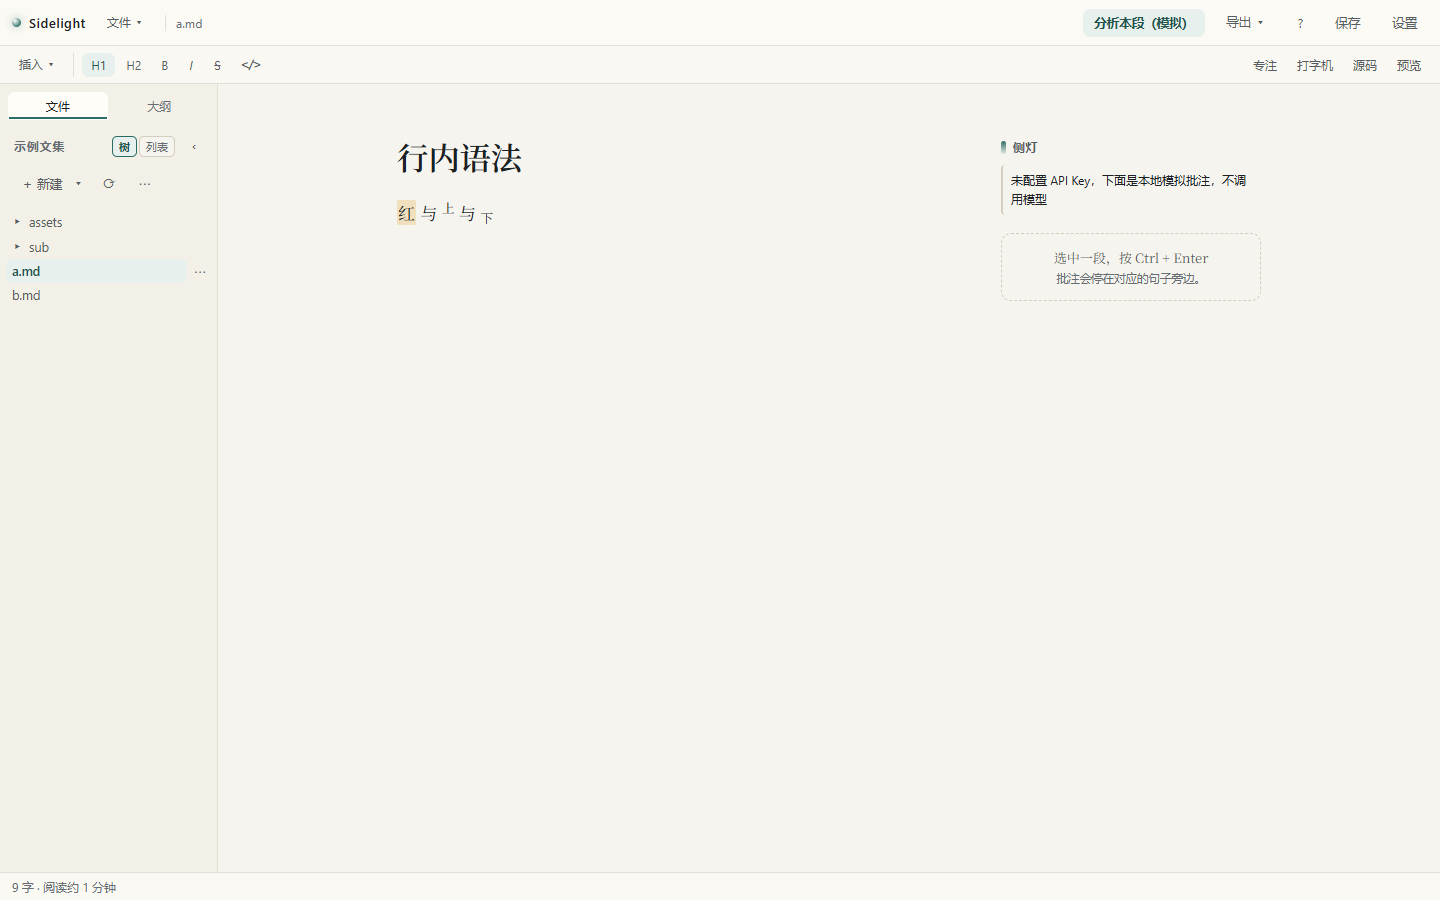 Sidelight 文件 ▾ a.md 分析本段（模拟） 导出 ▾ ? 保存 设置
插入 ▾ H1 H2 B I S </> 专注 打字机 源码 预览
文件 大纲
示例文集 树 列表 ‹
+ 新建 ▾ ⟳ ···
▸ assets
▸ sub
a.md ···
b.md
行内语法
红 与 上 与 下
侧灯
未配置 API Key，下面是本地模拟批注，不调
用模型
选中一段，按 Ctrl + Enter
批注会停在对应的句子旁边。
9 字 · 阅读约 1 分钟